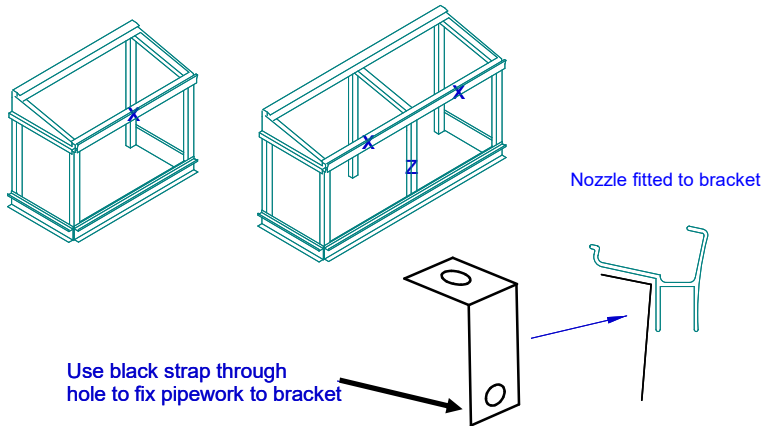 X
X
X
Z
Nozzle fitted to bracket
Use black strap through
hole to fix pipework to bracket